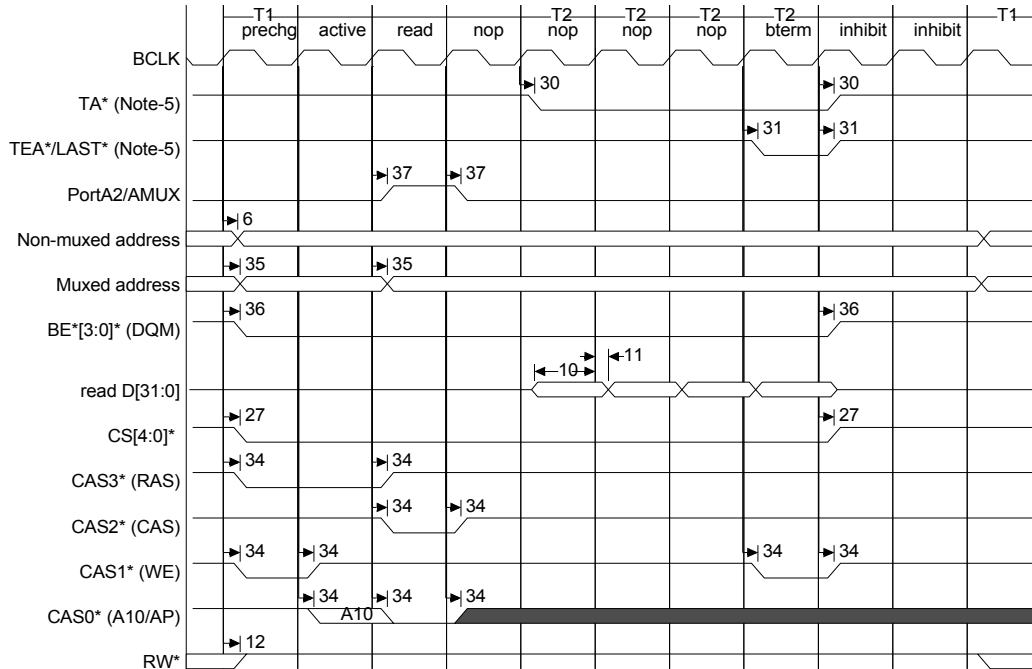 T1 T2 T2 T2 T2 T1
prechg active read nop nop nop nop bterm inhibit inhibit
BCLK
30 30
TA* (Note-5)
31 31
TEA*/LAST* (Note-5)
37 37
PortA2/AMUX
6
Non-muxed address
35 35
Muxed address
36 36
BE*[3:0]* (DQM)
10 11
read D[31:0]
27 27
CS[4:0]*
34 34
CAS3* (RAS)
34 34
CAS2* (CAS)
34 34 34 34
CAS1* (WE)
34 34 34
CAS0* (A10/AP) A10
12
RW*